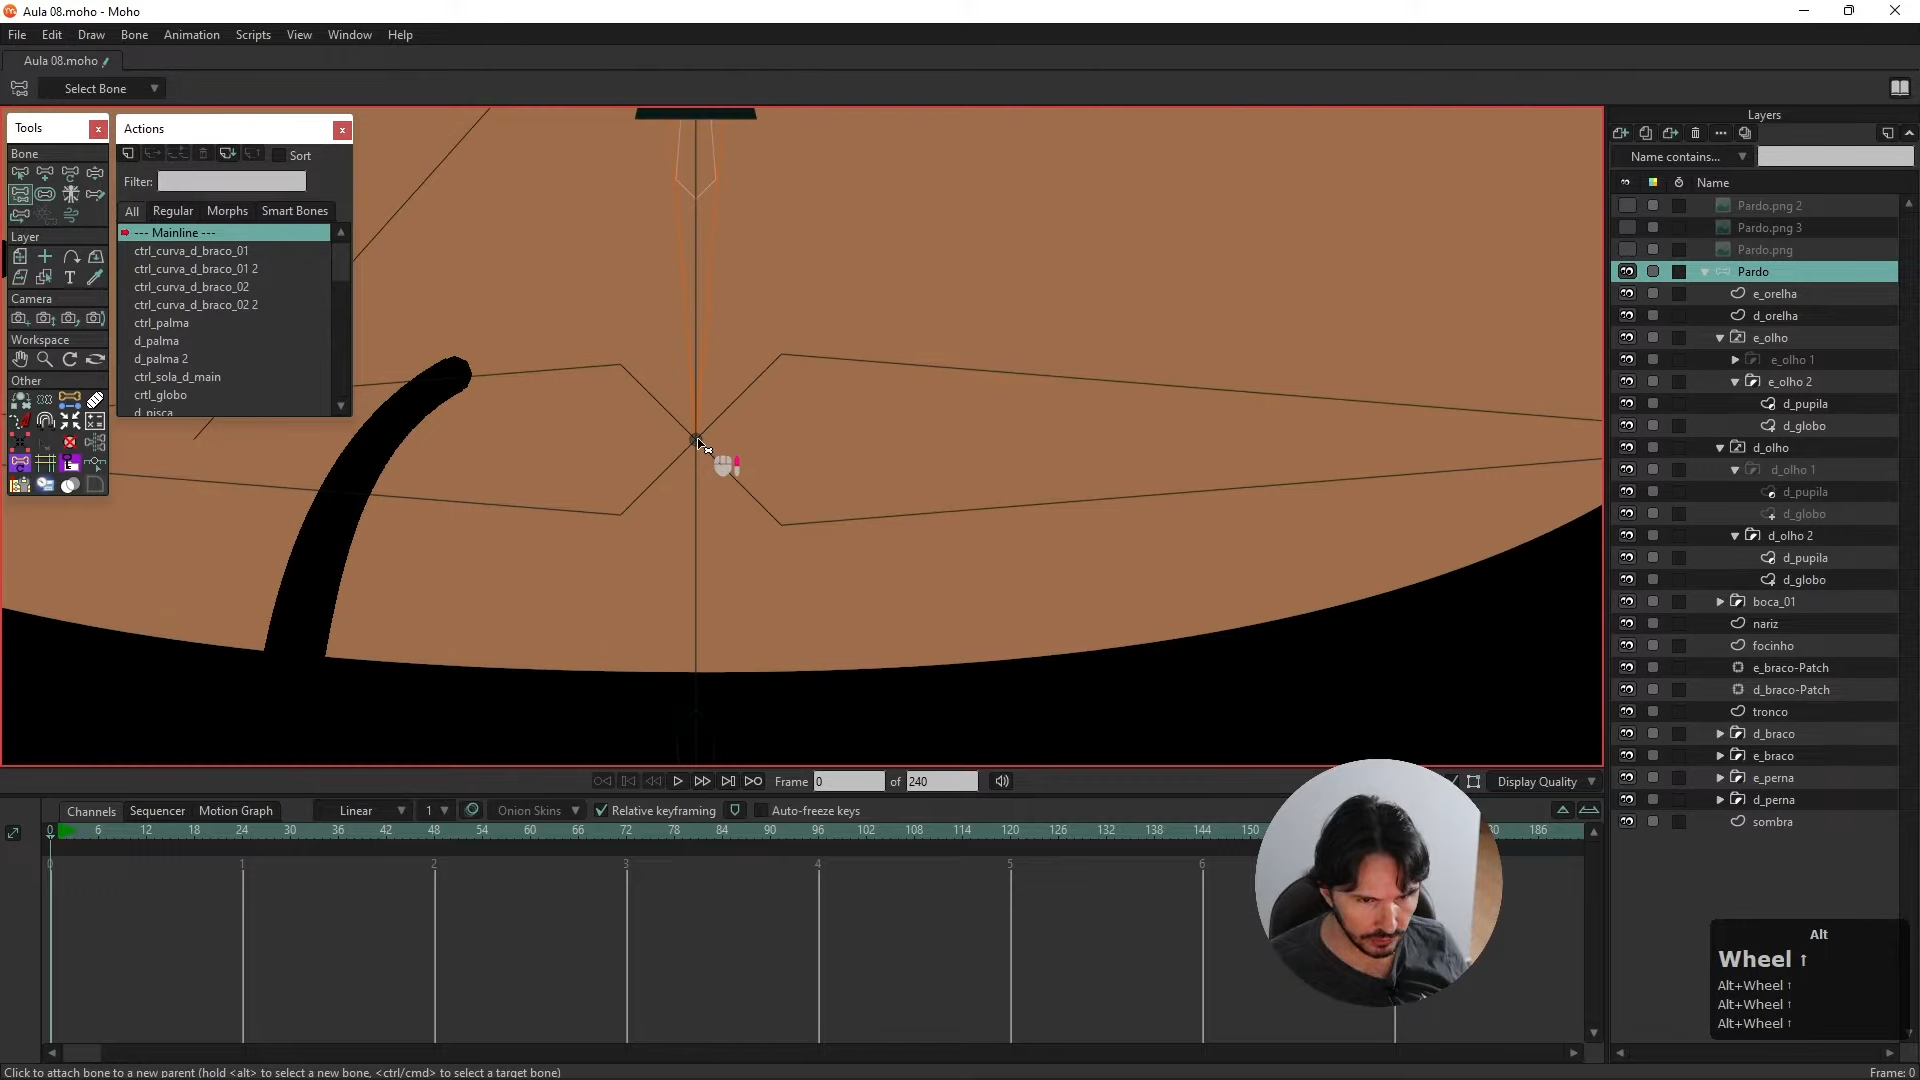 Aula 08.moho - Moho
File Edit Draw Bone Animation Scripts View Window Help
Aula 08.moho
Select Bone
Tools
Bone
Layer
Camera
Workspace
Other
Actions
Sort
Filter:
All Regular Morphs Smart Bones
--- Mainline ---
ctrl_curva_d_braco_01
ctrl_curva_d_braco_01 2
ctrl_curva_d_braco_02
ctrl_curva_d_braco_02 2
ctrl_palma
d_palma
d_palma 2
ctrl_sola_d_main
crtl_globo
d_pisca
Layers
Name contains...
Name
Pardo.png 2
Pardo.png 3
Pardo.png
Pardo
e_orelha
d_orelha
e_olho
e_olho 1
e_olho 2
d_pupila
d_globo
d_olho
d_olho 1
d_pupila
d_globo
d_olho 2
d_pupila
d_globo
boca_01
nariz
focinho
e_braco-Patch
d_braco-Patch
tronco
d_braco
e_braco
e_perna
d_perna
sombra
Frame 0 of 240
Display Quality
Channels Sequencer Motion Graph Linear 1 Onion Skins Relative keyframing Auto-freeze keys
0 6 12 18 24 30 36 42 48 54 60 66 72 78 84 90 96 102 108 114 120 126 132 138 144 150 186
0 1 2 3 4 5 6
Alt
Wheel ↑
Alt+Wheel ↑
Alt+Wheel ↑
Alt+Wheel ↑
Click to attach bone to a new parent (hold <alt> to select a new bone, <ctrl/cmd> to select a target bone)
Frame: 0